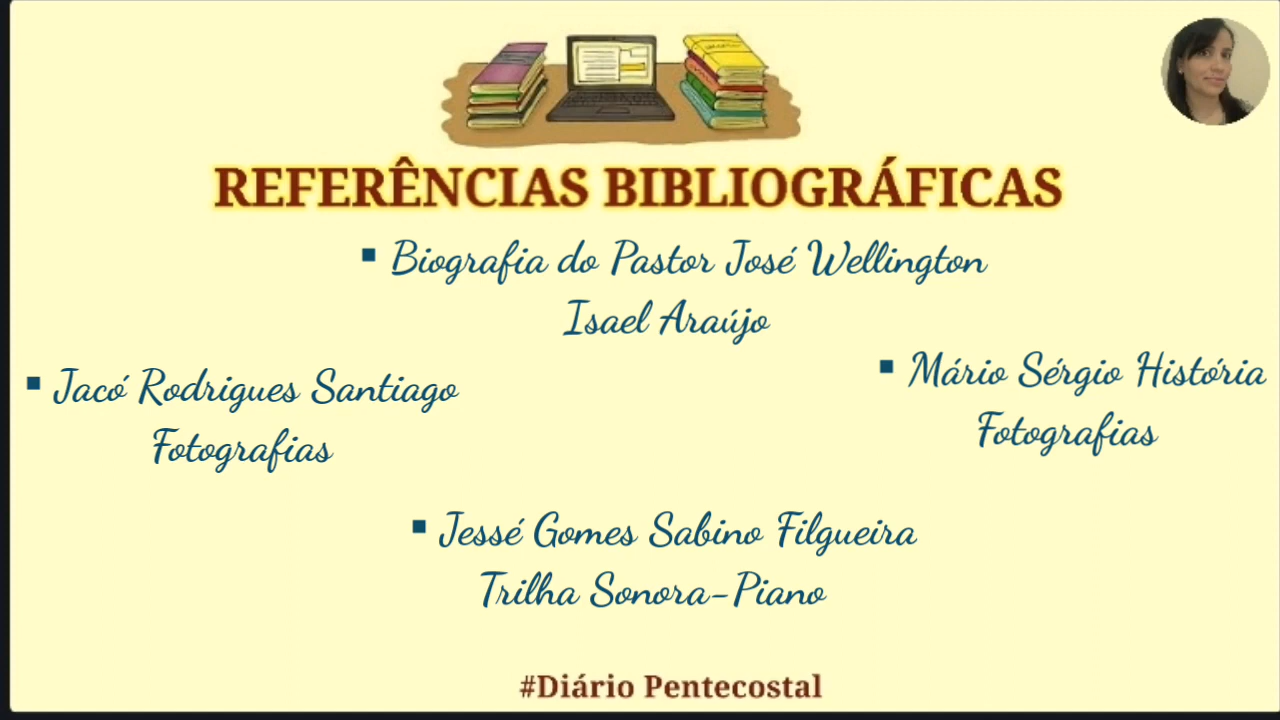 REFERÊNCIAS BIBLIOGRÁFICAS
▪ Biografia do Pastor José Wellington
Isael Araújo
▪ Jacó Rodrigues Santiago
Fotografias
▪ Mário Sérgio História
Fotografias
▪ Jessé Gomes Sabino Filgueira
Trilha Sonora-Piano
#Diário Pentecostal